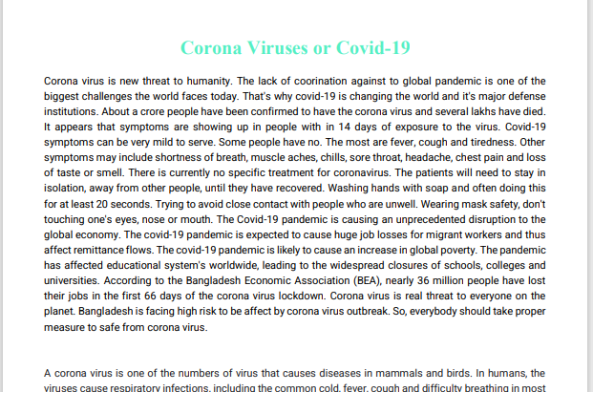 Corona Viruses or Covid-19
Corona virus is new threat to humanity. The lack of coorination against to global pandemic is one of the
biggest challenges the world faces today. That's why covid-19 is changing the world and it's major defense
institutions. About a crore people have been confirmed to have the corona virus and several lakhs have died.
It appears that symptoms are showing up in people with in 14 days of exposure to the virus. Covid-19
symptoms can be very mild to serve. Some people have no. The most are fever, cough and tiredness. Other
symptoms may include shortness of breath, muscle aches, chills, sore throat, headache, chest pain and loss
of taste or smell. There is currently no specific treatment for coronavirus. The patients will need to stay in
isolation, away from other people, until they have recovered. Washing hands with soap and often doing this
for at least 20 seconds. Trying to avoid close contact with people who are unwell. Wearing mask safety, don't
touching one's eyes, nose or mouth. The Covid-19 pandemic is causing an unprecedented disruption to the
global economy. The covid-19 pandemic is expected to cause huge job losses for migrant workers and thus
affect remittance flows. The covid-19 pandemic is likely to cause an increase in global poverty. The pandemic
has affected educational system's worldwide, leading to the widespread closures of schools, colleges and
universities. According to the Bangladesh Economic Association (BEA), nearly 36 million people have lost
their jobs in the first 66 days of the corona virus lockdown. Corona virus is real threat to everyone on the
planet. Bangladesh is facing high risk to be affect by corona virus outbreak. So, everybody should take proper
measure to safe from corona virus.
A corona virus is one of the numbers of virus that causes diseases in mammals and birds. In humans, the
viruses cause respiratory infections, including the common cold, fever, cough and difficulty breathing in most